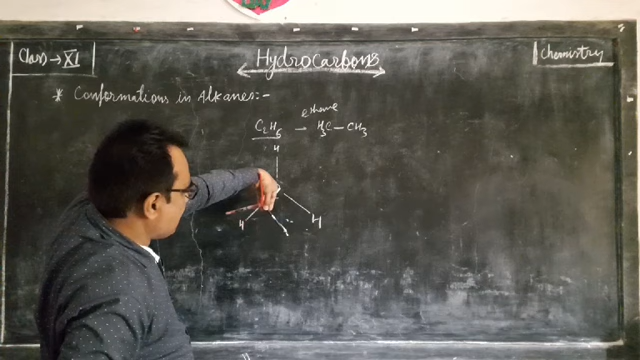 Class → XI
Hydrocarbons
Chemistry
* Conformations in Alkanes:-
ethane
C₂H₆ → H₃C — CH₃
H
H
H